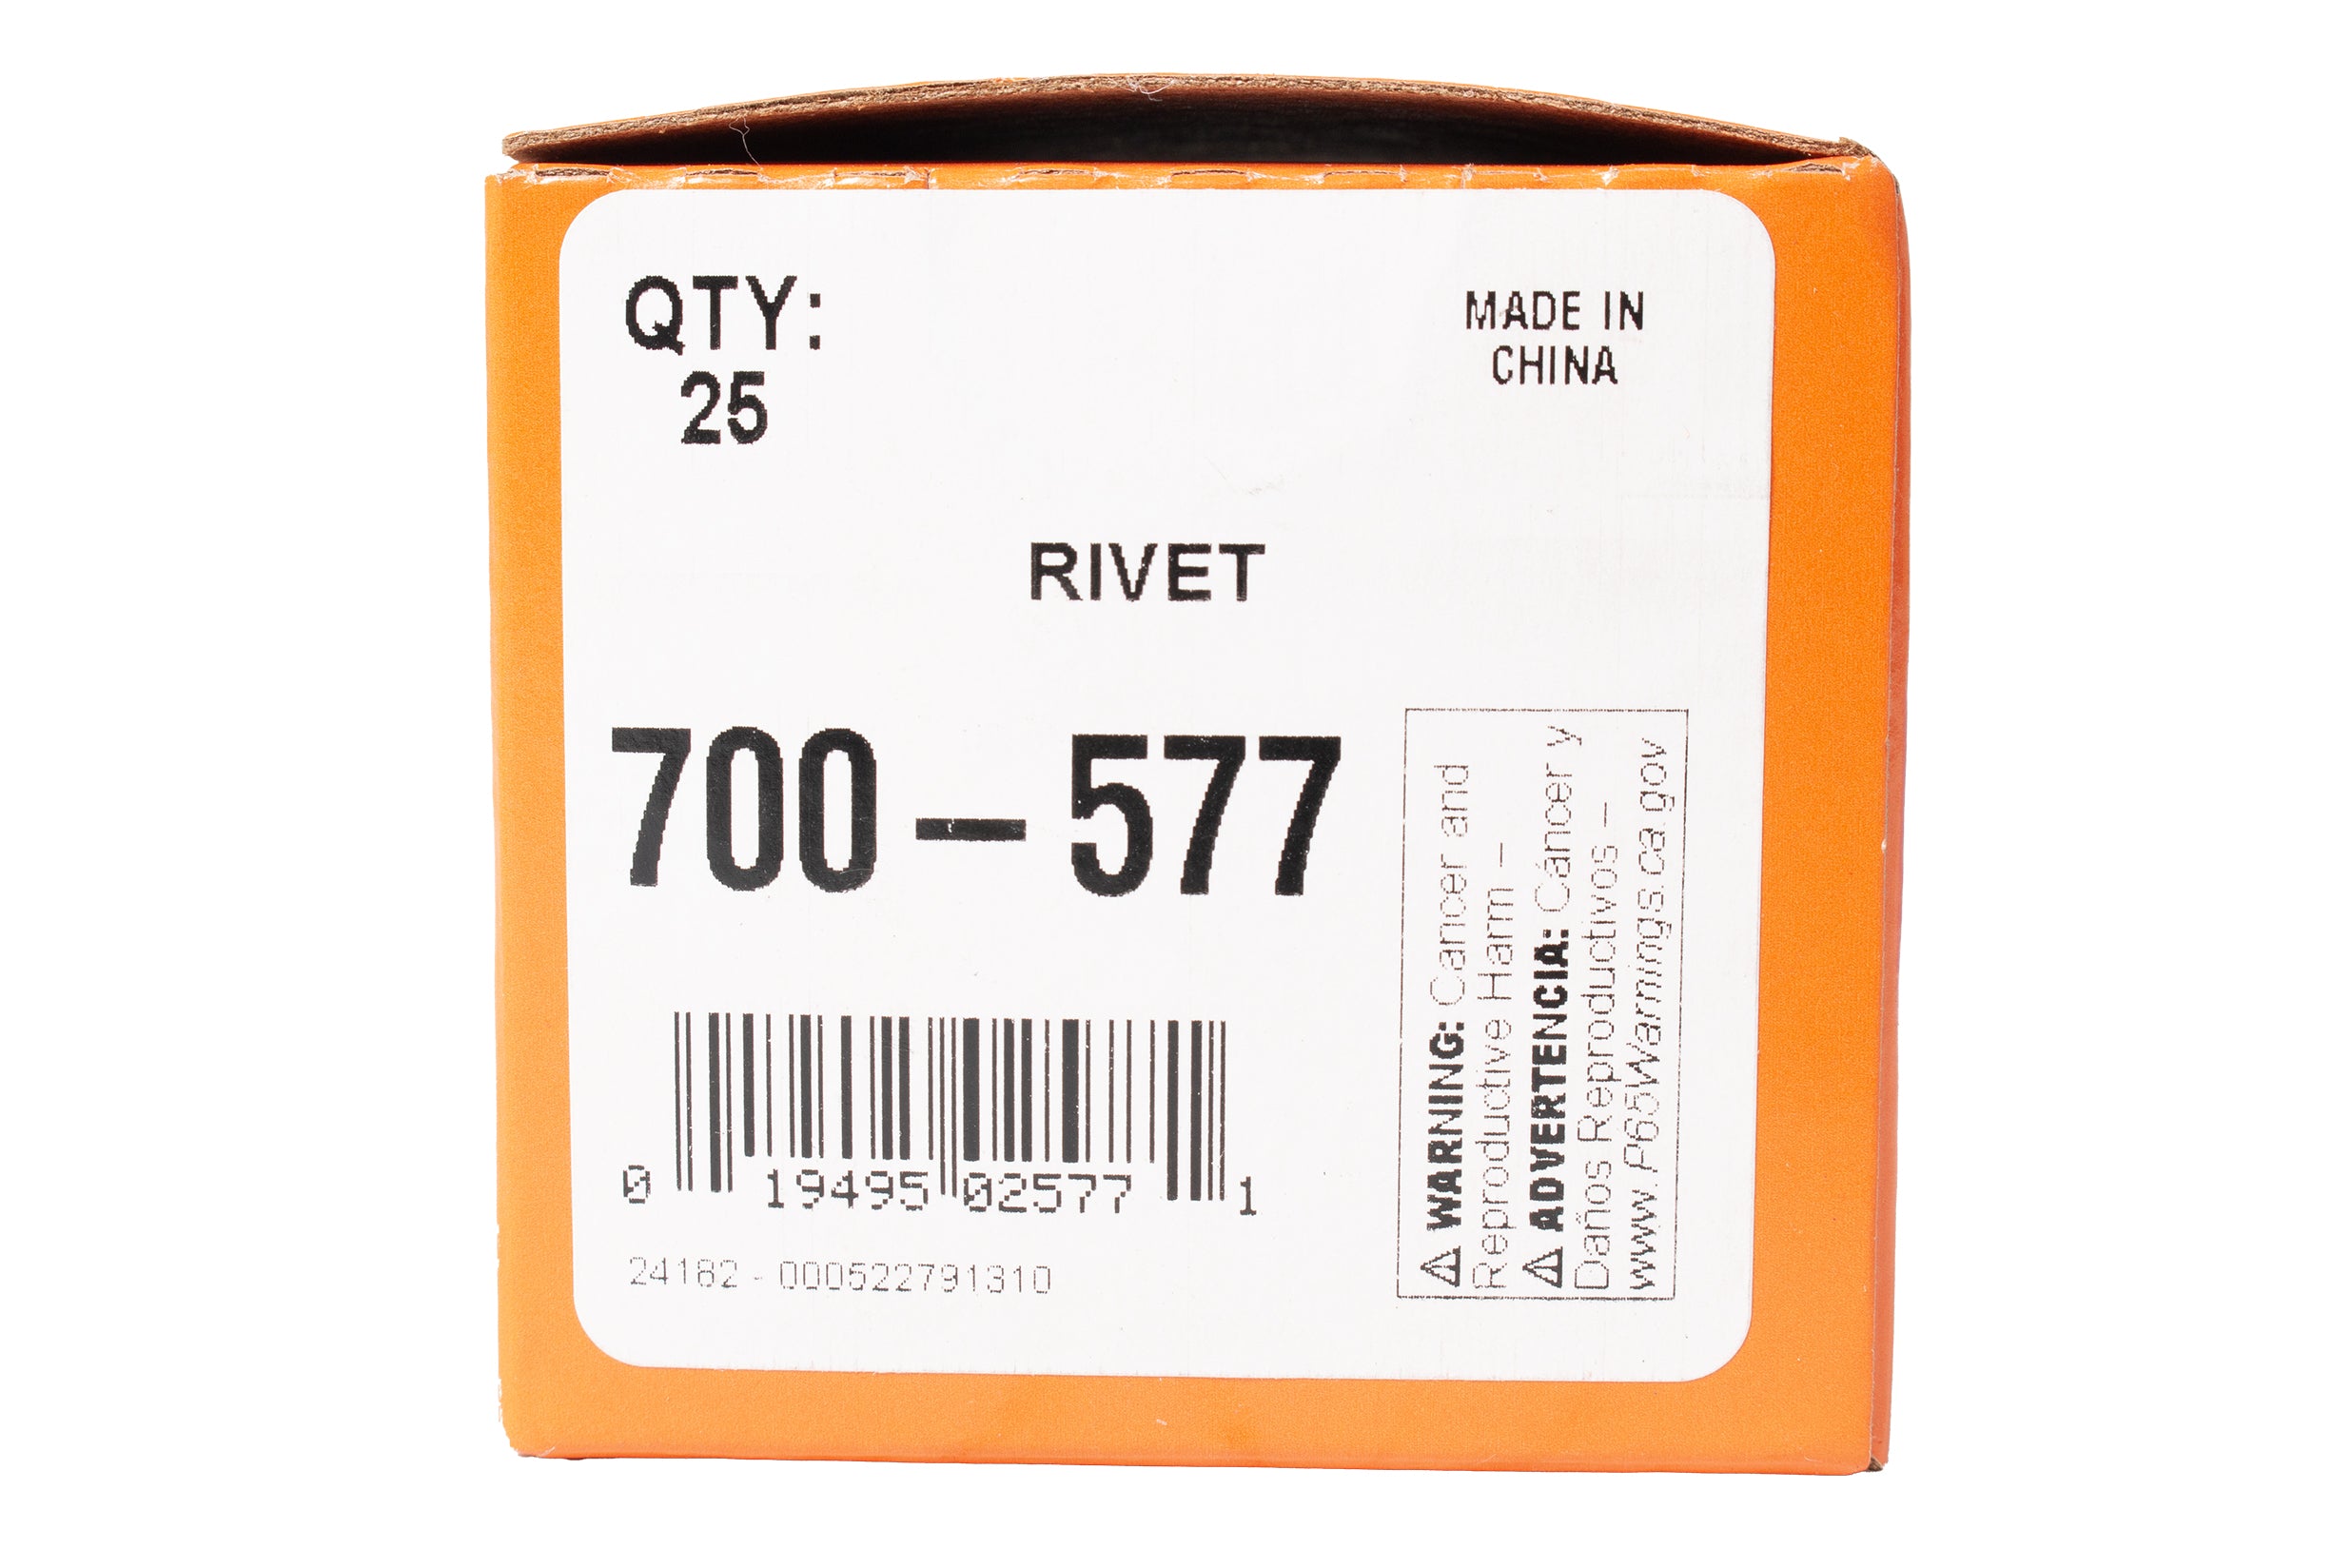 QTY:
25
MADE IN
CHINA
RIVET
700-577
0 19495 02577 1
24182 - 000522791310
⚠ WARNING: Cancer and
Reproductive Harm –
⚠ ADVERTENCIA: Cáncer y
Daños Reproductivos –
www.P65Warnings.ca.gov